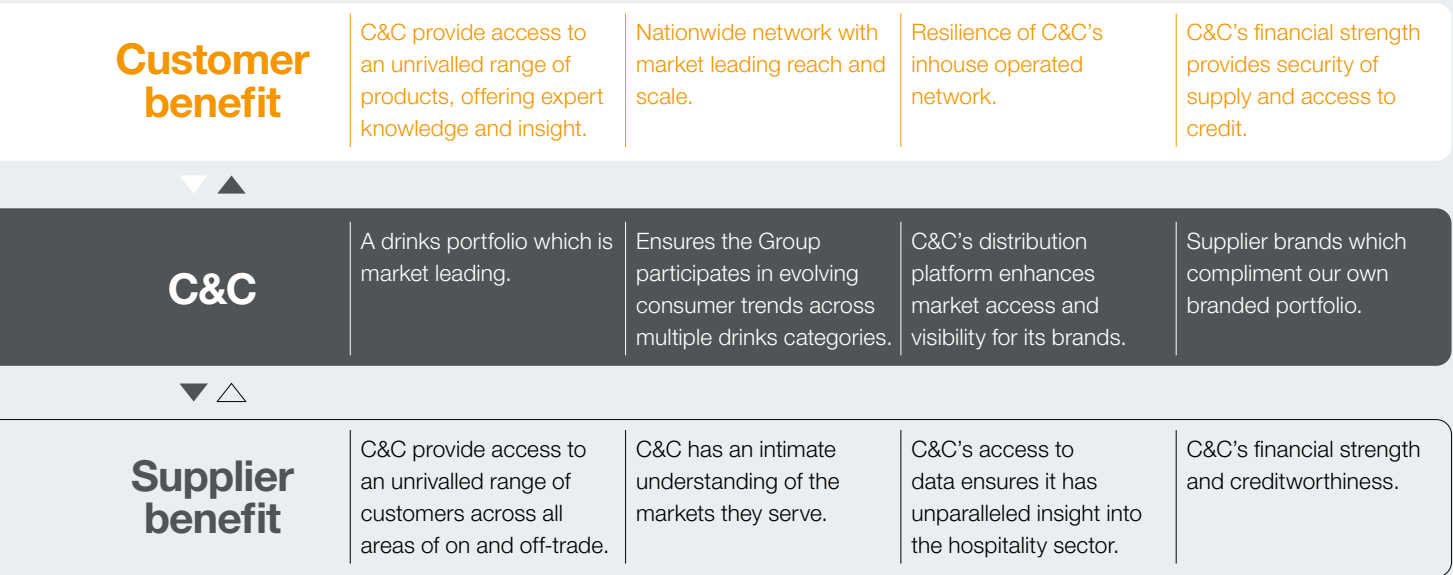 Customer
benefit
C&C provide access to
an unrivalled range of
products, offering expert
knowledge and insight.
Nationwide network with
market leading reach and
scale.
Resilience of C&C’s
inhouse operated
network.
C&C’s financial strength
provides security of
supply and access to
credit.
C&C
A drinks portfolio which is
market leading.
Ensures the Group
participates in evolving
consumer trends across
multiple drinks categories.
C&C’s distribution
platform enhances
market access and
visibility for its brands.
Supplier brands which
compliment our own
branded portfolio.
Supplier
benefit
C&C provide access to
an unrivalled range of
customers across all
areas of on and off-trade.
C&C has an intimate
understanding of the
markets they serve.
C&C’s access to
data ensures it has
unparalleled insight into
the hospitality sector.
C&C’s financial strength
and creditworthiness.